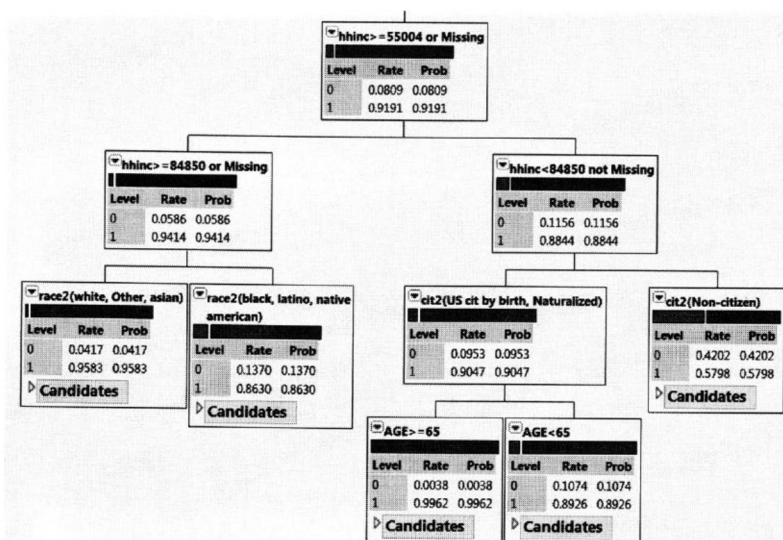 hhinc>=55004 or Missing
Level Rate Prob
0 0.0809 0.0809
1 0.9191 0.9191
hhinc>=84850 or Missing
Level Rate Prob
0 0.0586 0.0586
1 0.9414 0.9414
hhinc<84850 not Missing
Level Rate Prob
0 0.1156 0.1156
1 0.8844 0.8844
race2(white, Other, asian)
Level Rate Prob
0 0.0417 0.0417
1 0.9583 0.9583
Candidates
race2(black, latino, native
american)
Level Rate Prob
0 0.1370 0.1370
1 0.8630 0.8630
Candidates
cit2(US cit by birth, Naturalized)
Level Rate Prob
0 0.0953 0.0953
1 0.9047 0.9047
cit2(Non-citizen)
Level Rate Prob
0 0.4202 0.4202
1 0.5798 0.5798
Candidates
AGE>=65
Level Rate Prob
0 0.0038 0.0038
1 0.9962 0.9962
Candidates
AGE<65
Level Rate Prob
0 0.1074 0.1074
1 0.8926 0.8926
Candidates